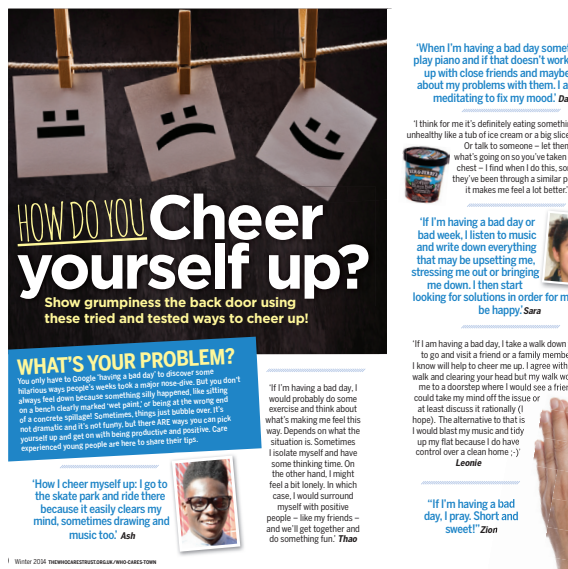 HOW DO YOU Cheer
yourself up?
Show grumpiness the back door using
these tried and tested ways to cheer up!
WHAT'S YOUR PROBLEM?
You only have to Google 'having a bad day' to discover some
hilarious ways people's weeks took a major nose-dive. But you don't
always feel down because something silly happened, like sitting
on a bench clearly marked 'wet paint,' or being at the wrong end
of a concrete spillage! Sometimes, things just bubble over. It's
not dramatic and it's not funny, but there ARE ways you can pick
yourself up and get on with being productive and positive. Care
experienced young people are here to share their tips.
'How I cheer myself up: I go to
the skate park and ride there
because it easily clears my
mind, sometimes drawing and
music too.' Ash
'If I'm having a bad day, I
would probably do some
exercise and think about
what's making me feel this
way. Depends on what the
situation is. Sometimes
I isolate myself and have
some thinking time. On
the other hand, I might
feel a bit lonely. In which
case, I would surround
myself with positive
people – like my friends –
and we'll get together and
do something fun.' Thao
'When I'm having a bad day
play piano and if that doesn't work
up with close friends and maybe
about my problems with them. I
meditating to fix my mood.'
'I think for me it's definitely eating
unhealthy like a tub of ice cream or a big slice
Or talk to someone – let them
what's going on so you've taken
chest – I find when I do this,
they've been through a similar
it makes me feel a lot better.'
BEN & JERRY'S
'If I'm having a bad day or
bad week, I listen to music
and write down everything
that may be upsetting me,
stressing me out or bringing
me down. I then start
looking for solutions in order for
be happy.' Sara
'If I am having a bad day, I take a walk down
to go and visit a friend or a family
I know will help to cheer me up. I agree with
walk and clearing your head but my walk
me to a doorstep where I would see a
could take my mind off the issue or
at least discuss it rationally (I
hope). The alternative to that is
I would blast my music and tidy
up my flat because I do have
control over a clean home ;-)'
Leonie
"If I'm having a bad
day, I pray. Short and
sweet!" Zion
Winter 2014 THEWHOCARESTRUST.ORG.UK/WHO-CARES-TOWN